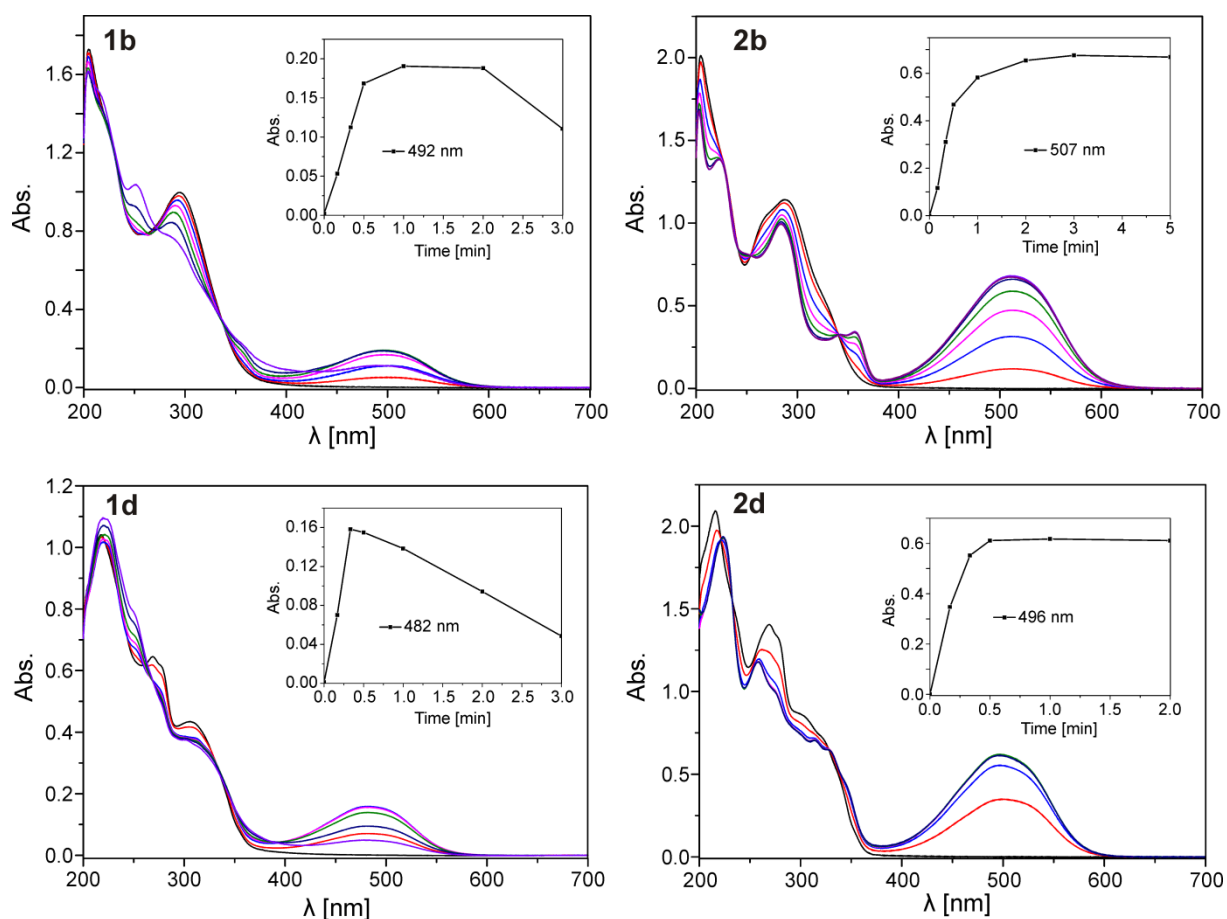 1b
Abs.
1.6
1.2
0.8
0.4
0.0
200 300 400 500 600 700
λ [nm]
Abs.
0.20
0.15
0.10
0.05
0.00
0.0 0.5 1.0 1.5 2.0 2.5 3.0
Time [min]
492 nm
2b
Abs.
2.0
1.5
1.0
0.5
0.0
200 300 400 500 600 700
λ [nm]
Abs.
0.8
0.6
0.4
0.2
0.0
0 1 2 3 4 5
Time [min]
507 nm
1d
Abs.
1.2
1.0
0.8
0.6
0.4
0.2
0.0
200 300 400 500 600 700
λ [nm]
Abs.
0.16
0.12
0.08
0.04
0.00
0.0 0.5 1.0 1.5 2.0 2.5 3.0
Time [min]
482 nm
2d
Abs.
2.0
1.5
1.0
0.5
0.0
200 300 400 500 600 700
λ [nm]
Abs.
0.6
0.4
0.2
0.0
0.0 0.5 1.0 1.5 2.0
Time [min]
496 nm